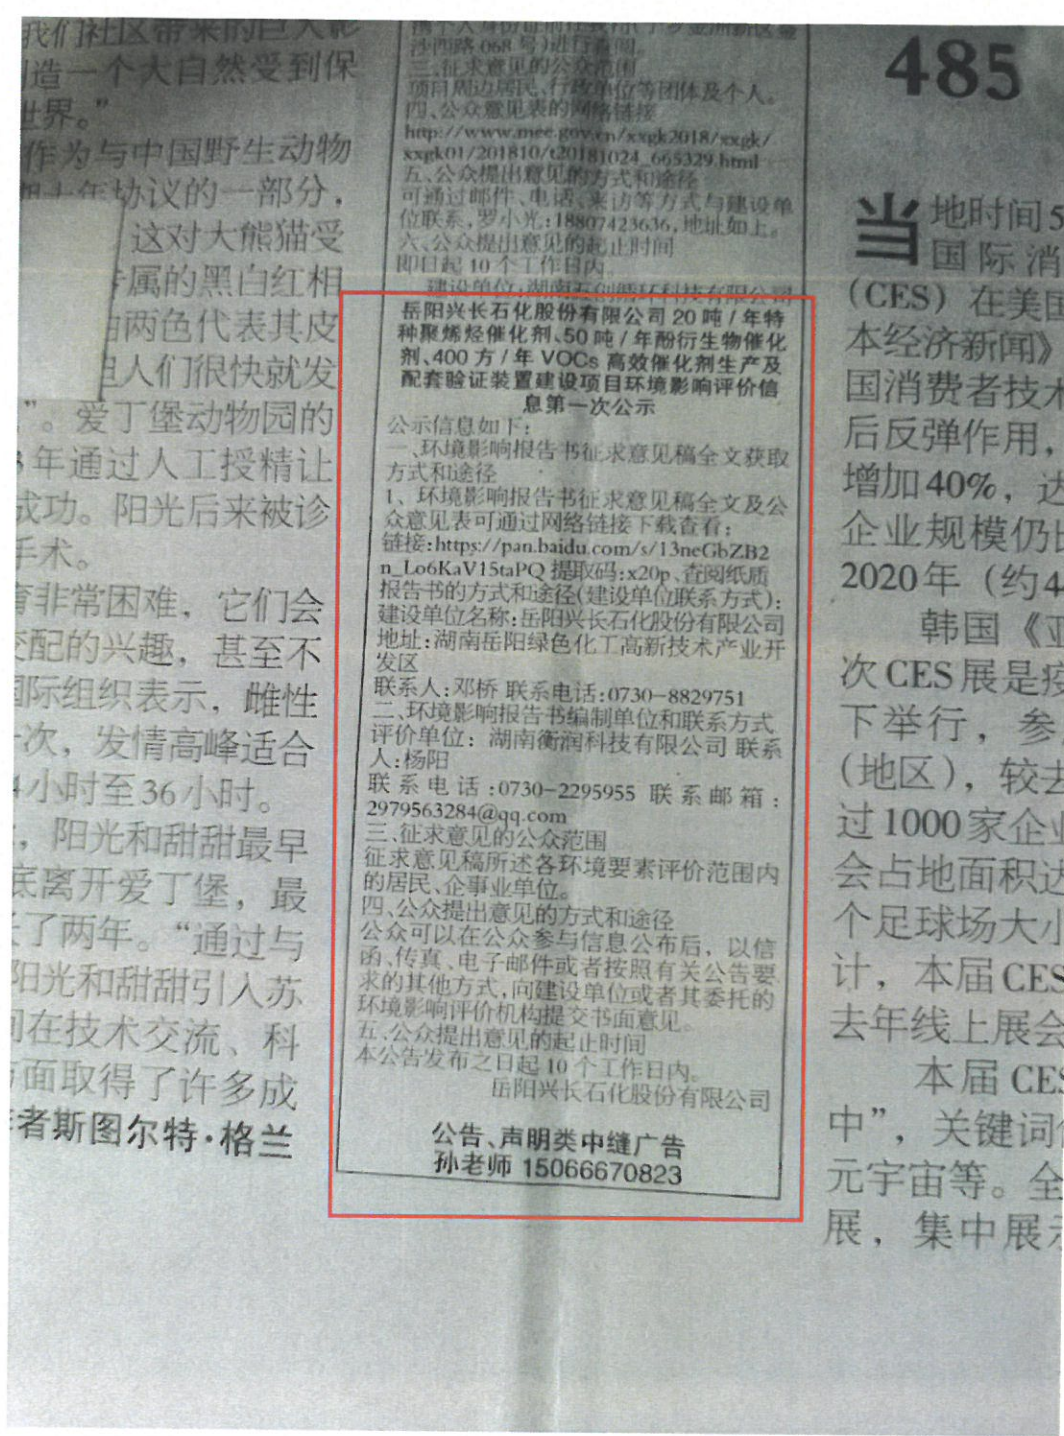 我们社区带来的巨大影
造一个大自然受到保
世界。”
作为与中国野生动物
十年协议的一部分，
这对大熊猫受
属的黑白红相
两色代表其皮
人们很快就发
”。爱丁堡动物园的
年通过人工授精让
成功。阳光后来被诊
手术。
育非常困难，它们会
交配的兴趣，甚至不
国际组织表示，雌性
次，发情高峰适合
小时至36小时。
，阳光和甜甜最早
底离开爱丁堡，最
了两年。“通过与
阳光和甜甜引入苏
在技术交流、科
面取得了许多成
者斯图尔特·格兰
沙西路068号)进行查阅。
三、征求意见的公众范围
项目周边居民、行政单位等团体及个人。
四、公众意见表的网络链接
http://www.mee.gov.cn/xxgk2018/xxgk/
xxgk01/201810/t20181024_665329.html
五、公众提出意见的方式和途径
可通过邮件、电话、来访等方式与建设单
位联系，罗小光：18807423636，地址如上。
六、公众提出意见的起止时间
即日起10个工作日内。
建设单位：湖南五创循环科技有限公司
岳阳兴长石化股份有限公司20吨/年特
种聚烯烃催化剂、50吨/年酚衍生物催化
剂、400方/年VOCs高效催化剂生产及
配套验证装置建设项目环境影响评价信
息第一次公示
公示信息如下：
一、环境影响报告书征求意见稿全文获取
方式和途径
1、环境影响报告书征求意见稿全文及公
众意见表可通过网络链接下载查看；
链接：https://pan.baidu.com/s/13neGbZB2
n_Lo6KaV15taPQ 提取码：x20p、查阅纸质
报告书的方式和途径(建设单位联系方式)：
建设单位名称：岳阳兴长石化股份有限公司
地址：湖南岳阳绿色化工高新技术产业开
发区
联系人：邓桥 联系电话：0730-8829751
二、环境影响报告书编制单位和联系方式
评价单位：湖南衡润科技有限公司 联系
人：杨阳
联系电话：0730-2295955 联系邮箱：
2979563284@qq.com
三、征求意见的公众范围
征求意见稿所述各环境要素评价范围内
的居民、企事业单位。
四、公众提出意见的方式和途径
公众可以在公众参与信息公布后，以信
函、传真、电子邮件或者按照有关公告要
求的其他方式，向建设单位或者其委托的
环境影响评价机构提交书面意见。
五、公众提出意见的起止时间
本公告发布之日起10个工作日内。
岳阳兴长石化股份有限公司
公告、声明类中缝广告
孙老师 15066670823
485
当地时间5
国际消
(CES) 在美国
本经济新闻》
国消费者技术
后反弹作用，
增加40%，达
企业规模仍比
2020年（约4
韩国《亚
次CES展是疫
下举行，参
(地区)，较去
过1000家企业
会占地面积达
个足球场大小
计，本届CES
去年线上展会
本届CES
中”，关键词
元宇宙等。全
展，集中展示